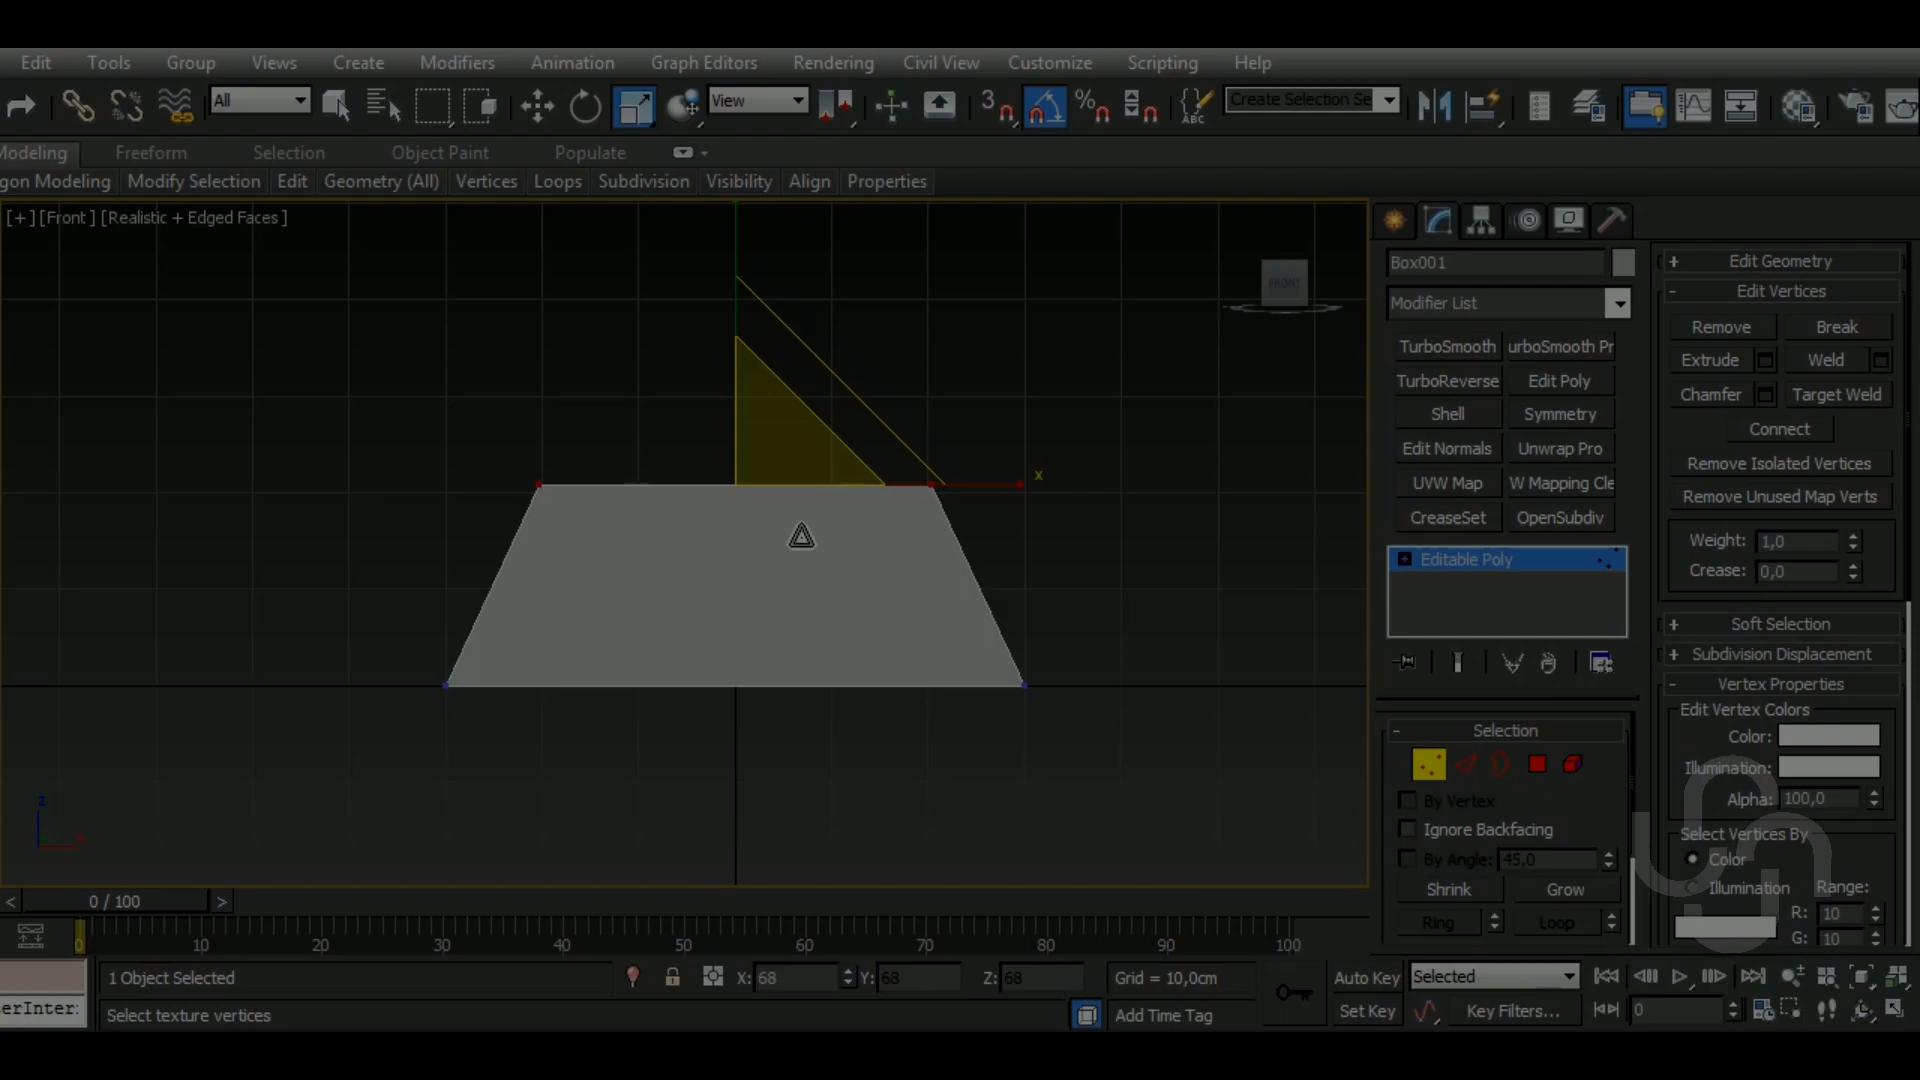 Edit Tools Group Views Create Modifiers Animation Graph Editors Rendering Civil View Customize Scripting Help
All View 3 % ABC Create Selection Se
Modeling Freeform Selection Object Paint Populate
gon Modeling Modify Selection Edit Geometry (All) Vertices Loops Subdivision Visibility Align Properties
[+] [Front ] [Realistic + Edged Faces ]
FRONT
x
z
Box001
Modifier List
TurboSmooth urboSmooth Pr
TurboReverse Edit Poly
Shell Symmetry
Edit Normals Unwrap Pro
UVW Map W Mapping Cle
CreaseSet OpenSubdiv
+ Editable Poly
- Selection
By Vertex
Ignore Backfacing
By Angle: 45,0
Shrink Grow
Ring Loop
+ Edit Geometry
- Edit Vertices
Remove Break
Extrude Weld
Chamfer Target Weld
Connect
Remove Isolated Vertices
Remove Unused Map Verts
Weight: 1,0
Crease: 0,0
+ Soft Selection
+ Subdivision Displacement
- Vertex Properties
Edit Vertex Colors
Color:
Illumination:
Alpha: 100,0
Select Vertices By
Color
Illumination Range:
R: 10
G: 10
< 0 / 100 >
0 10 20 30 40 50 60 70 80 90 100
1 Object Selected X: 68 Y: 68 Z: 68 Grid = 10,0cm Auto Key Selected
erInter: Select texture vertices Add Time Tag Set Key Key Filters... 0